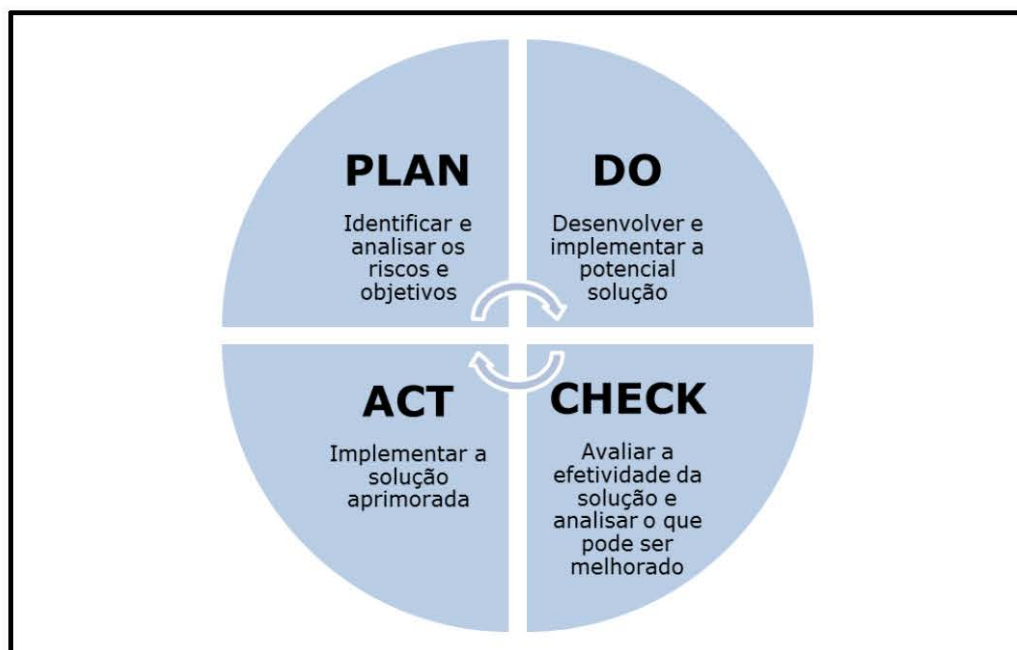 PLAN
Identificar e
analisar os
riscos e
objetivos
DO
Desenvolver e
implementar a
potencial
solução
ACT
Implementar a
solução
aprimorada
CHECK
Avaliar a
efetividade da
solução e
analisar o que
pode ser
melhorado